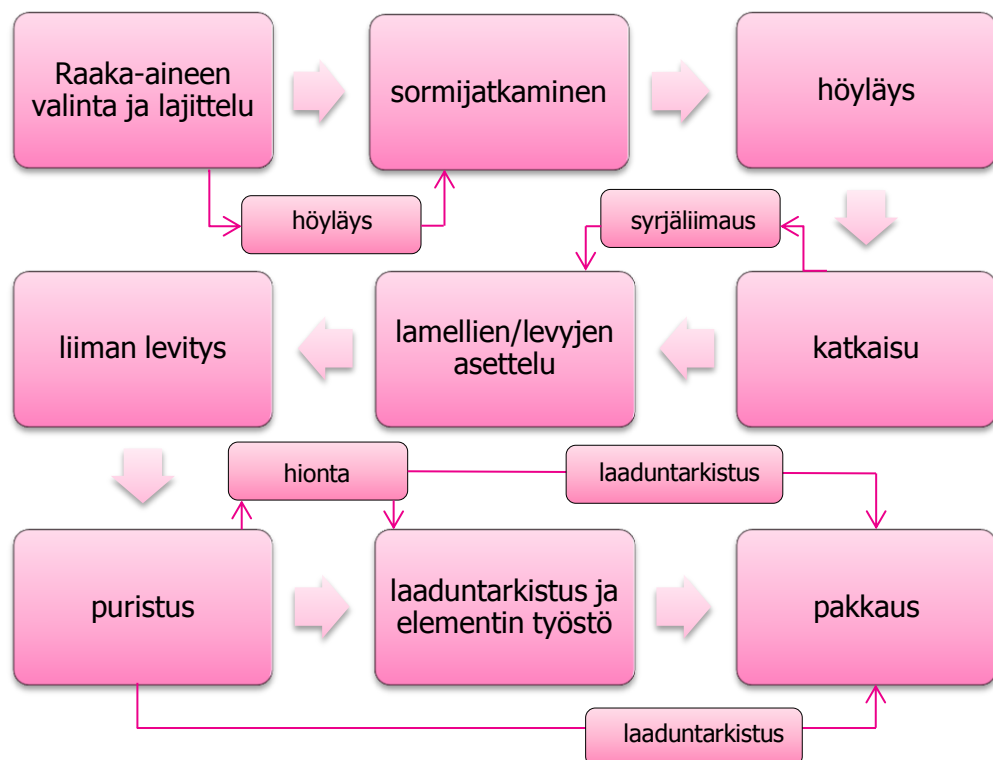 Raaka-aineen
valinta ja lajittelu
sormijatkaminen
höyläys
höyläys
syrjäliimaus
liiman levitys
lamellien/levyjen
asettelu
katkaisu
hionta
laaduntarkistus
puristus
laaduntarkistus ja
elementin työstö
pakkaus
laaduntarkistus